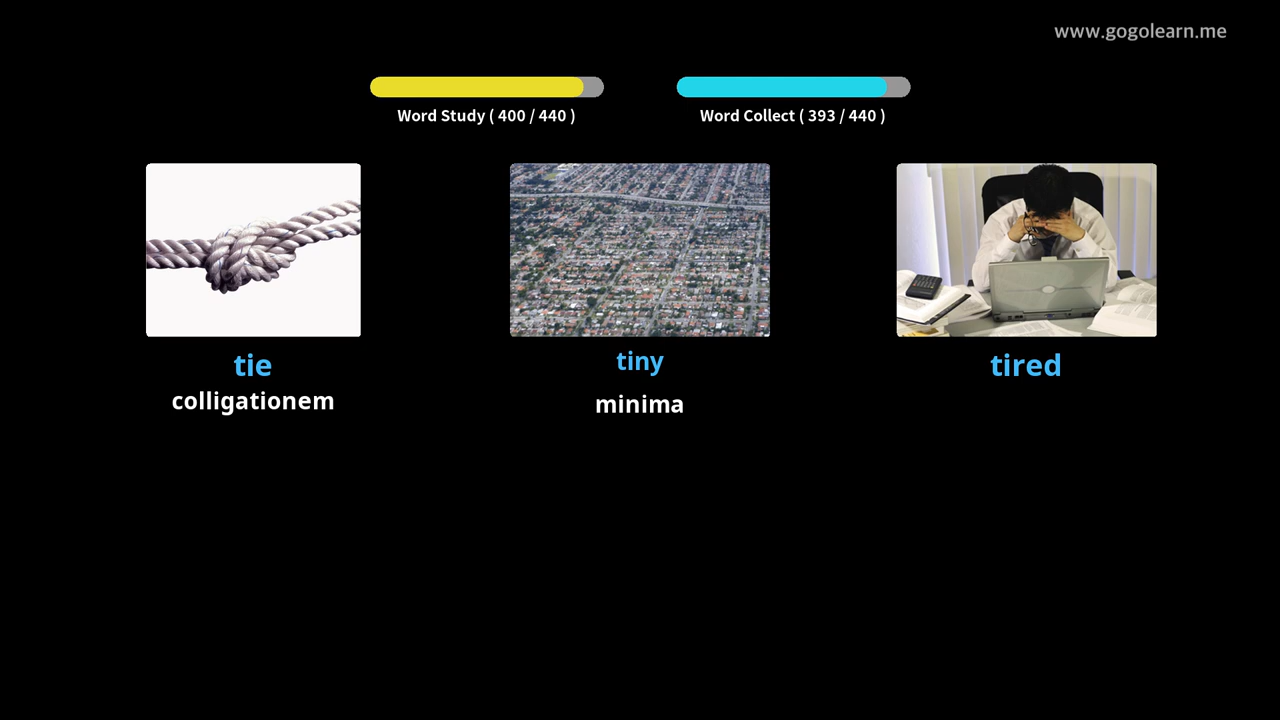 www.gogolearn.me
Word Study ( 400 / 440 )
Word Collect ( 393 / 440 )
tie
colligationem
tiny
minima
tired